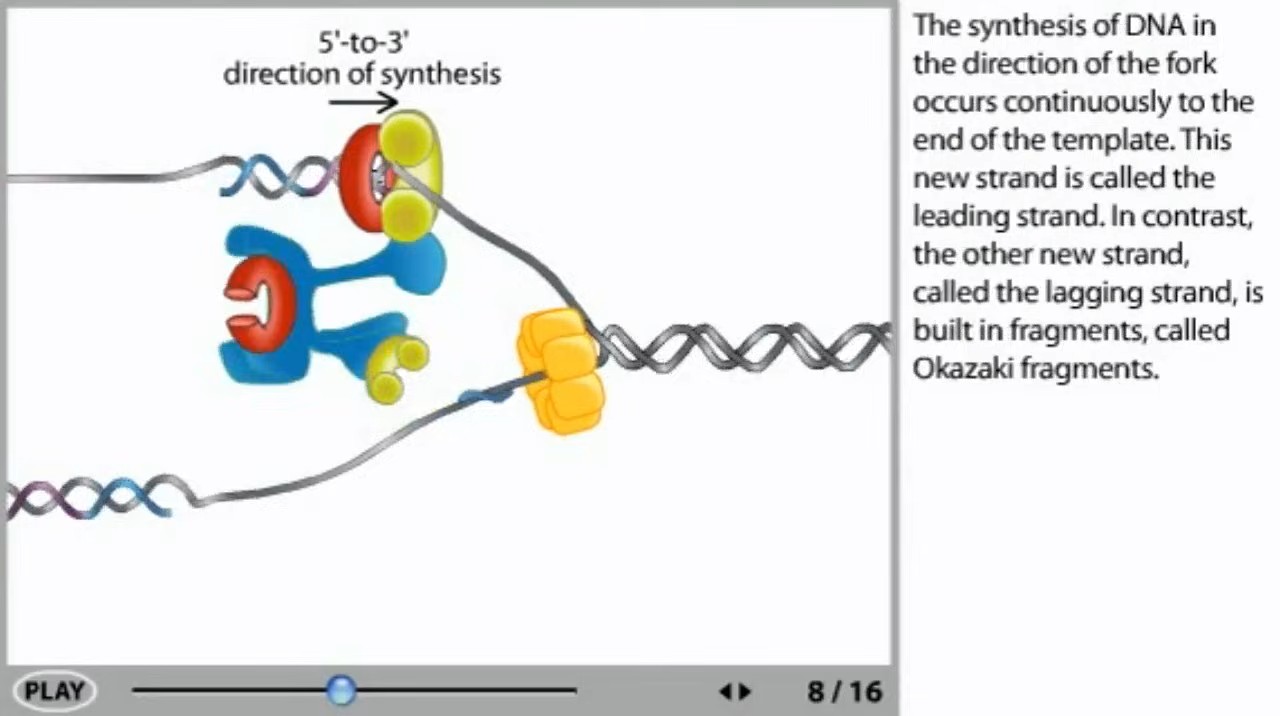 5'-to-3'
direction of synthesis
The synthesis of DNA in
the direction of the fork
occurs continuously to the
end of the template. This
new strand is called the
leading strand. In contrast,
the other new strand,
called the lagging strand, is
built in fragments, called
Okazaki fragments.
PLAY
8 / 16